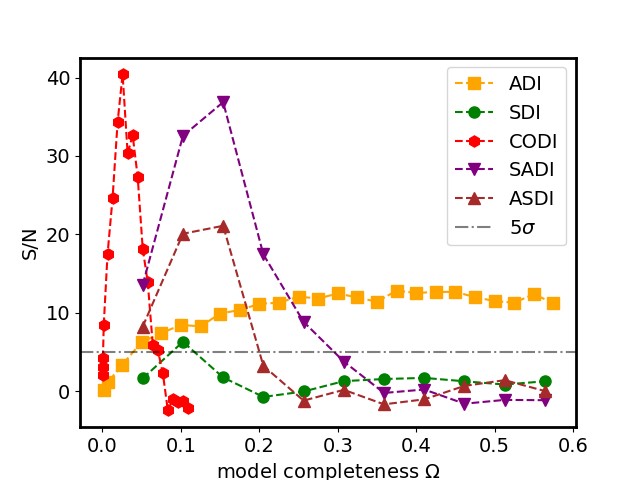 40
30
20
10
0
S/N
ADI
SDI
CODI
SADI
ASDI
5σ
0.0 0.1 0.2 0.3 0.4 0.5 0.6
model completeness Ω